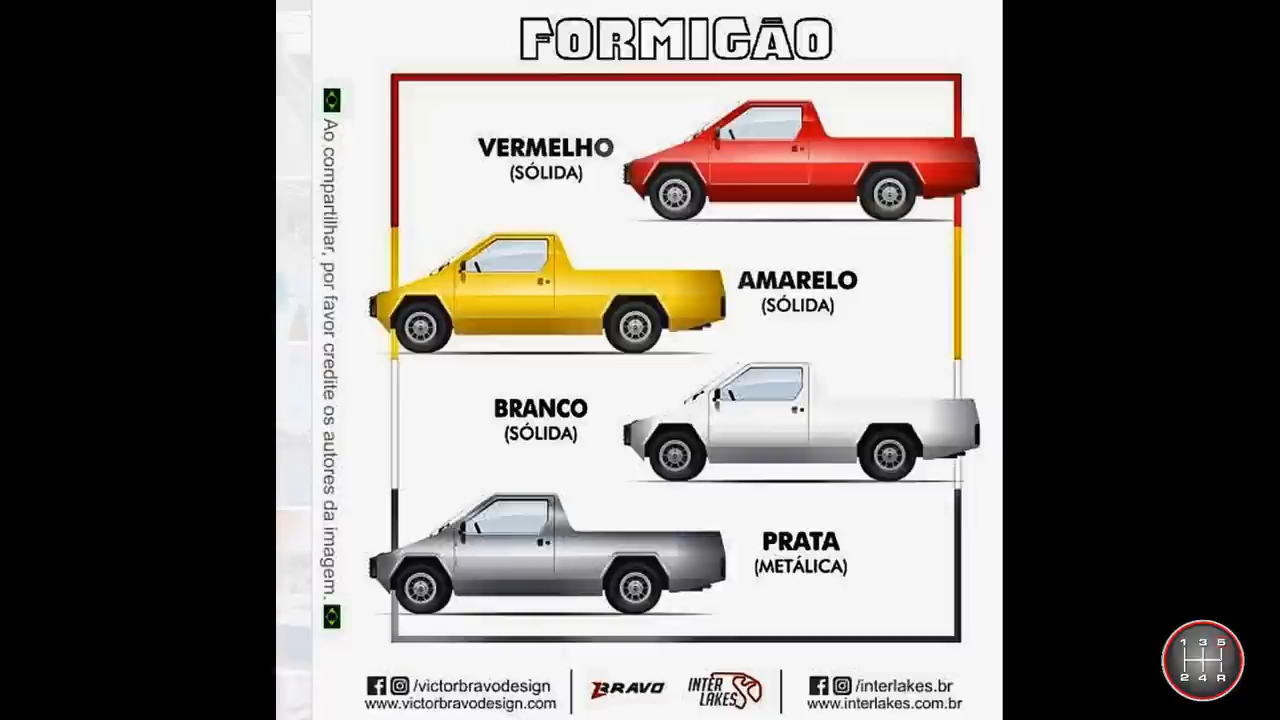 FORMIGÃO
Ao compartilhar, por favor credite os autores da imagem.
VERMELHO
(SÓLIDA)
AMARELO
(SÓLIDA)
BRANCO
(SÓLIDA)
PRATA
(METÁLICA)
/victorbravodesign
www.victorbravodesign.com
BRAVO
INTER
LAKES
/interlakes.br
www.interlakes.com.br
1 3 5
2 4 R